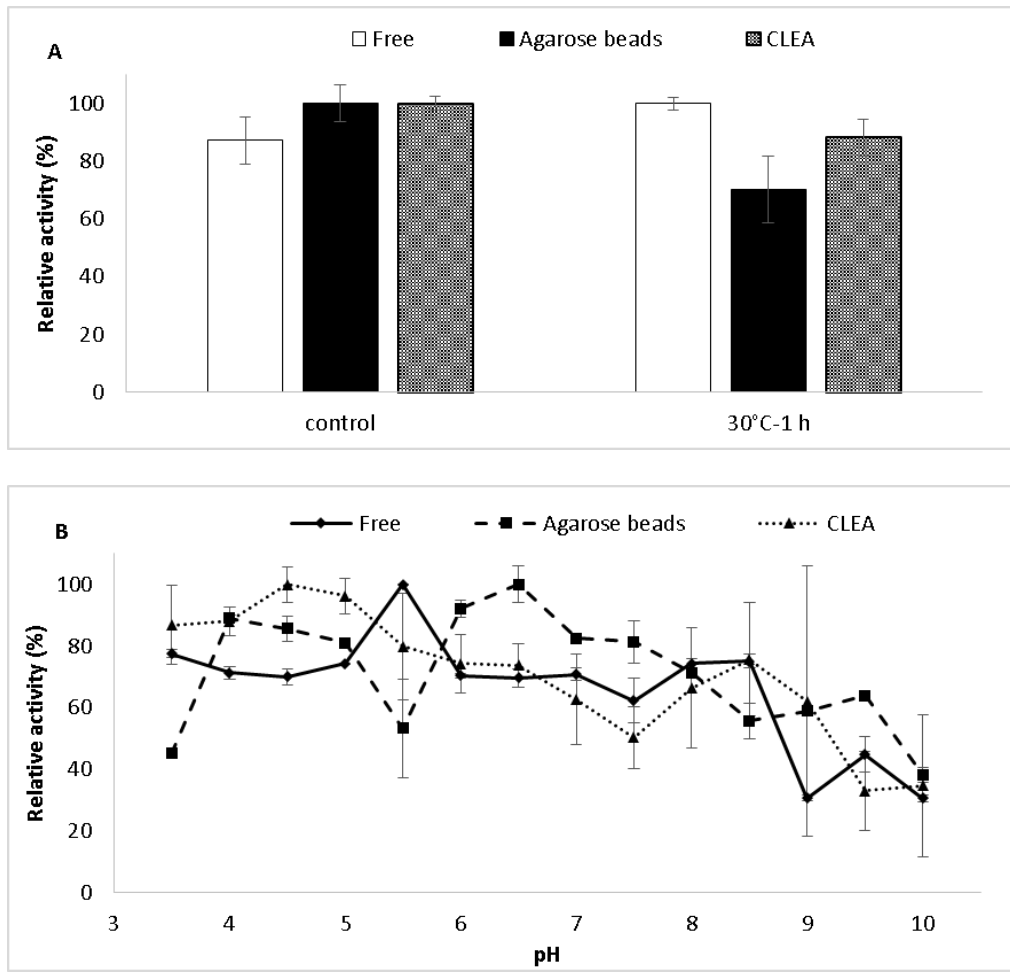 A
Free Agarose beads CLEA
Relative activity (%)
100
80
60
40
20
0
control 30°C-1 h
B
Free Agarose beads CLEA
Relative activity (%)
100
80
60
40
20
0
3 4 5 6 7 8 9 10
pH